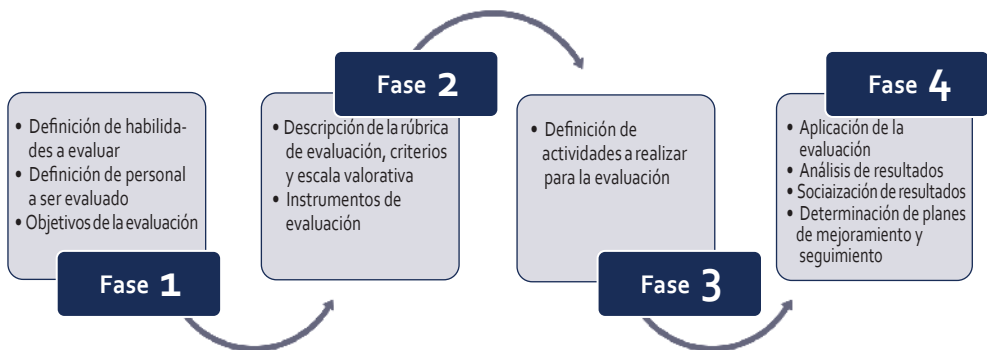 • Definición de habilida-
des a evaluar
• Definición de personal
a ser evaluado
• Objetivos de la evaluación
Fase 1
Fase 2
• Descripción de la rúbrica
de evaluación, criterios
y escala valorativa
• Instrumentos de
evaluación
• Definición de
actividades a realizar
para la evaluación
Fase 3
Fase 4
• Aplicación de la
evaluación
• Análisis de resultados
• Sociaización de resultados
• Determinación de planes
de mejoramiento y
seguimiento